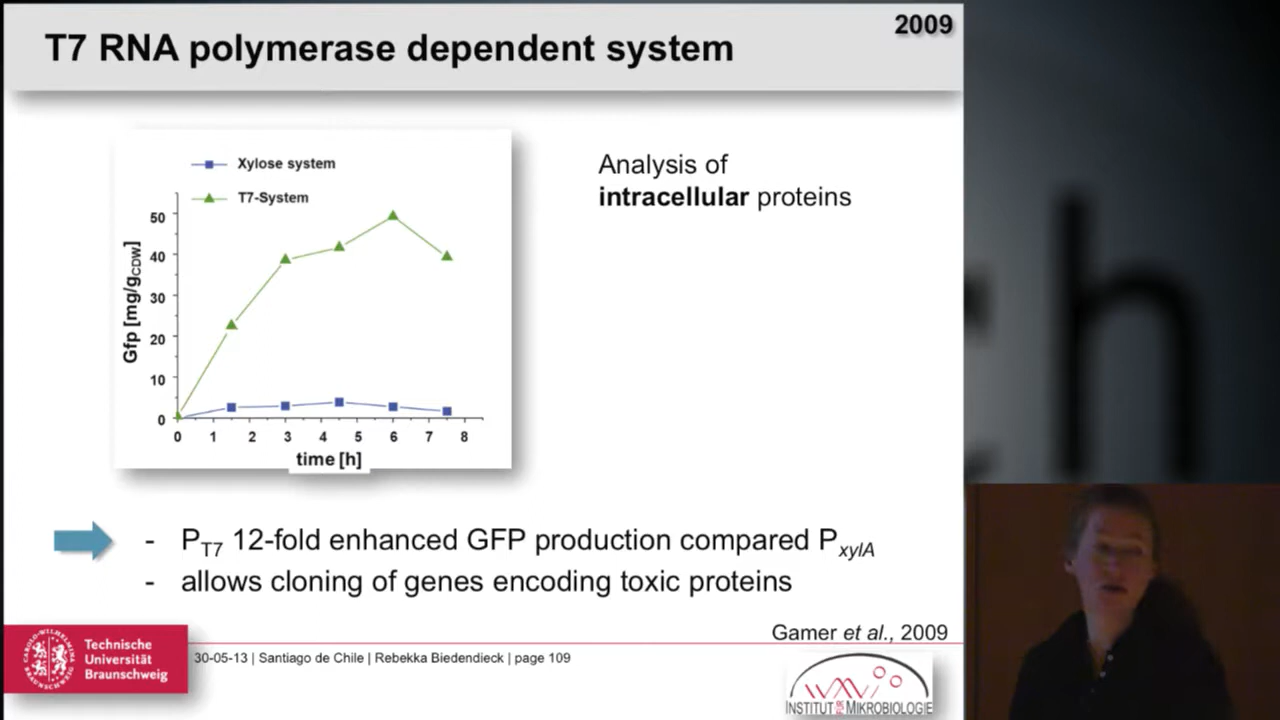 2009
T7 RNA polymerase dependent system
Xylose system
T7-System
Analysis of
intracellular proteins
Gfp [mg/gCDW]
50
40
30
20
10
0
0 1 2 3 4 5 6 7 8
time [h]
- PT7 12-fold enhanced GFP production compared PxylA
- allows cloning of genes encoding toxic proteins
Gamer et al., 2009
Technische
Universität
Braunschweig
30-05-13 | Santiago de Chile | Rebekka Biedendieck | page 109
INSTITUT FÜR MIKROBIOLOGIE
h